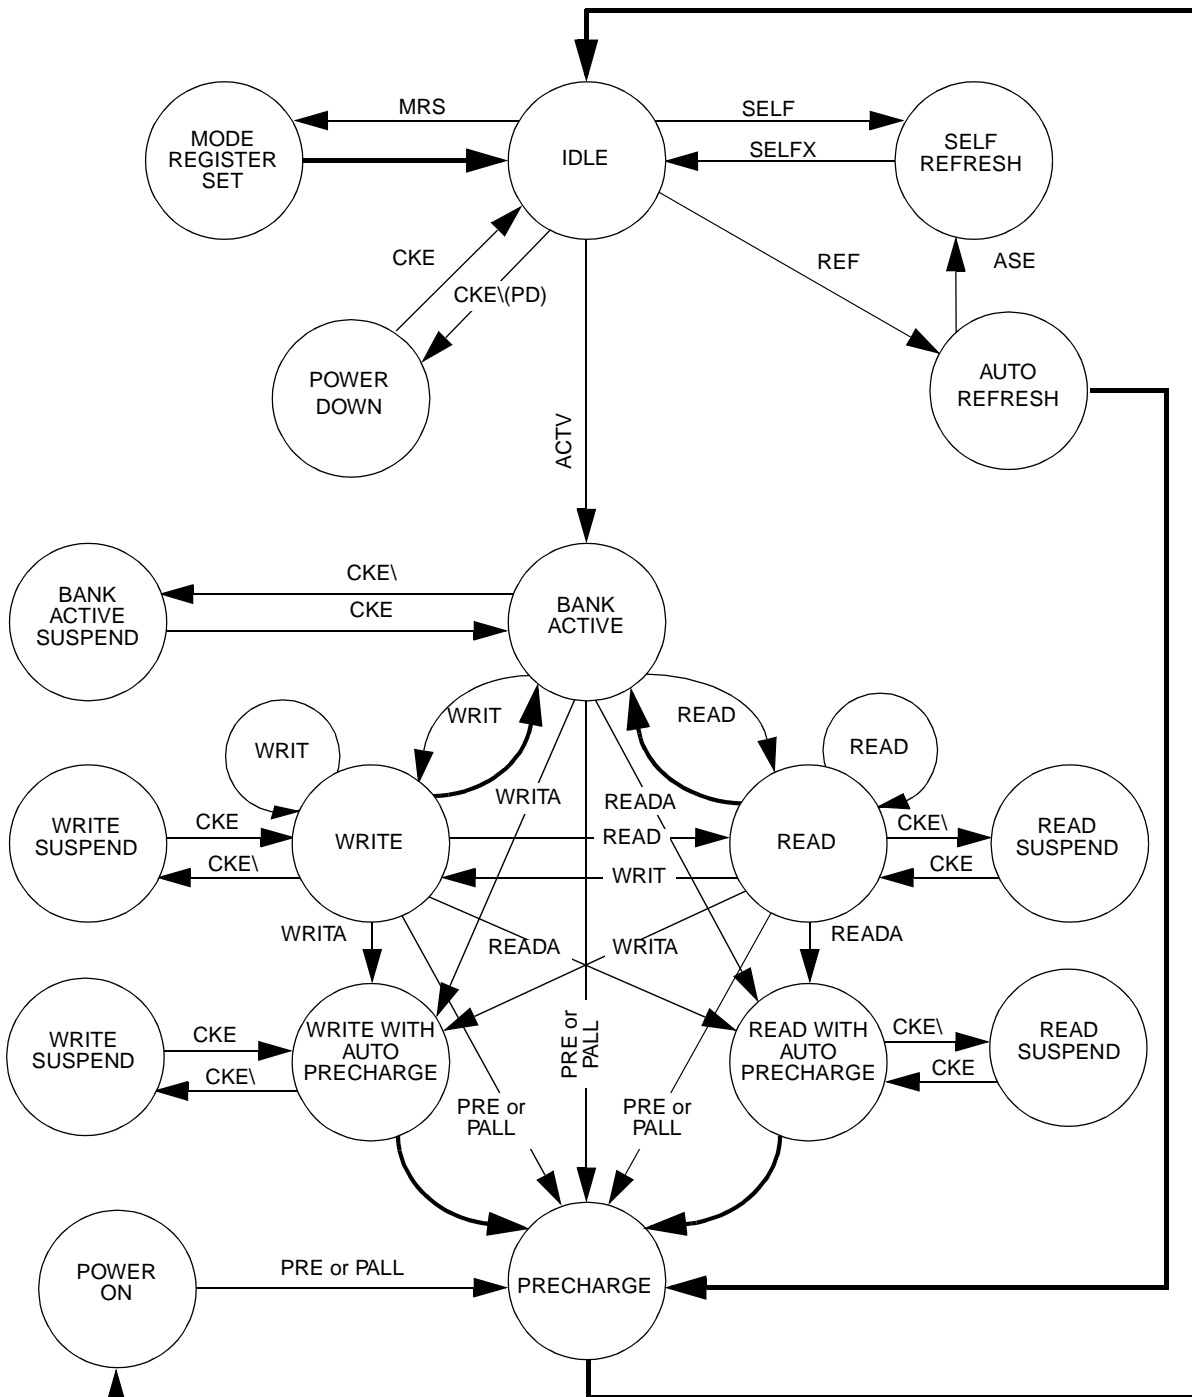 MRS
SELF
MODE
REGISTER
SET
IDLE
SELFX
SELF
REFRESH
CKE
CKE\(PD)
REF
ASE
POWER
DOWN
AUTO
REFRESH
ACTV
BANK
ACTIVE
SUSPEND
CKE\
CKE
BANK
ACTIVE
WRIT
WRIT
READ
READ
WRITA
READA
WRITE
SUSPEND
CKE
CKE\
WRITE
READ
WRIT
READ
CKE\
CKE
READ
SUSPEND
WRITA
READA
WRITA
READA
WRITE
SUSPEND
CKE
CKE\
WRITE WITH
AUTO
PRECHARGE
PRE or
PALL
READ WITH
AUTO
PRECHARGE
CKE\
CKE
READ
SUSPEND
PRE or
PALL
PRE or
PALL
POWER
ON
PRE or PALL
PRECHARGE